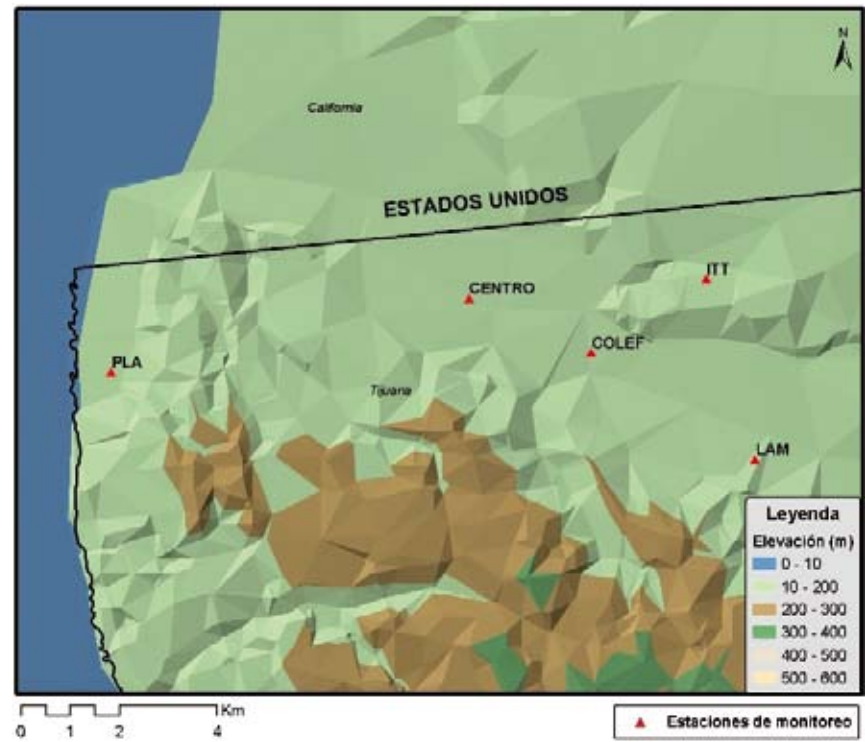 N
California
ESTADOS UNIDOS
ITT
CENTRO
COLEF
PLA
Tijuana
LAM
Leyenda
Elevación (m)
0 - 10
10 - 200
200 - 300
300 - 400
400 - 500
500 - 600
Km
0 1 2 4
Estaciones de monitoreo